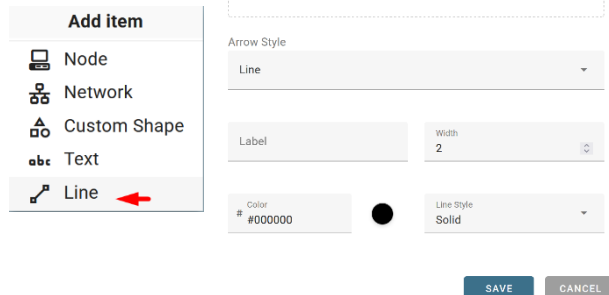 Add item
Node
Network
Custom Shape
abc Text
Line
Arrow Style
Line
Label
Width
2
Color
# #000000
Line Style
Solid
SAVE
CANCEL